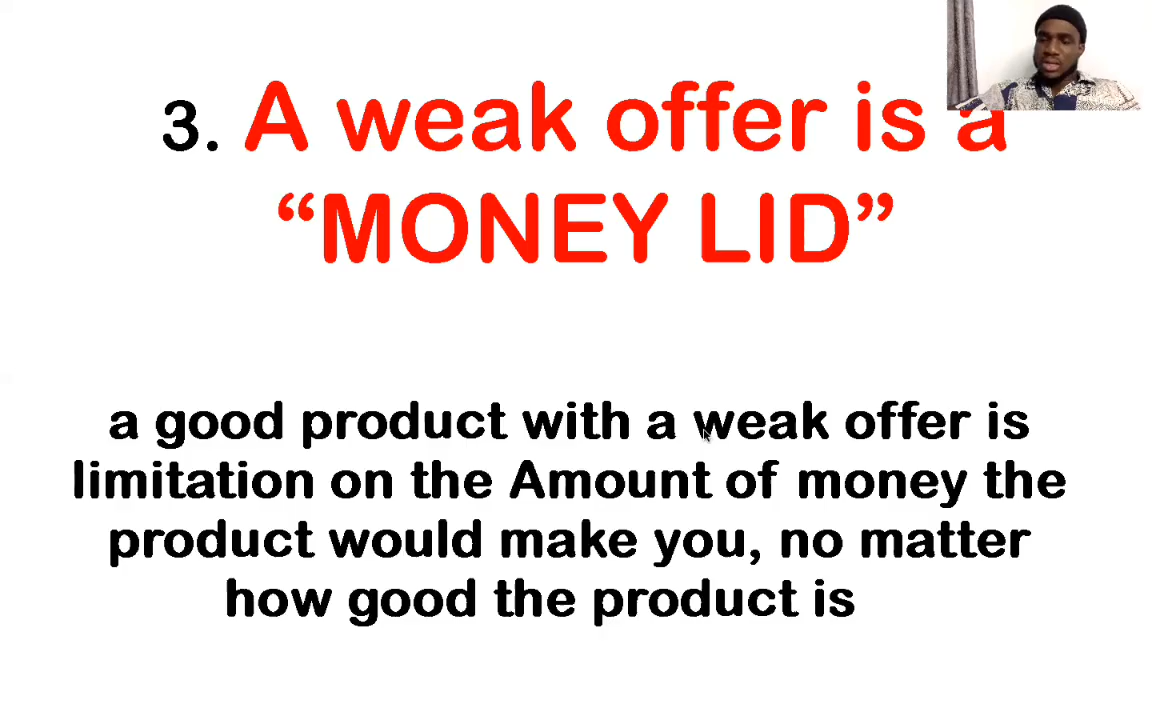 3. A weak offer is a
“MONEY LID”
a good product with a weak offer is
limitation on the Amount of money the
product would make you, no matter
how good the product is